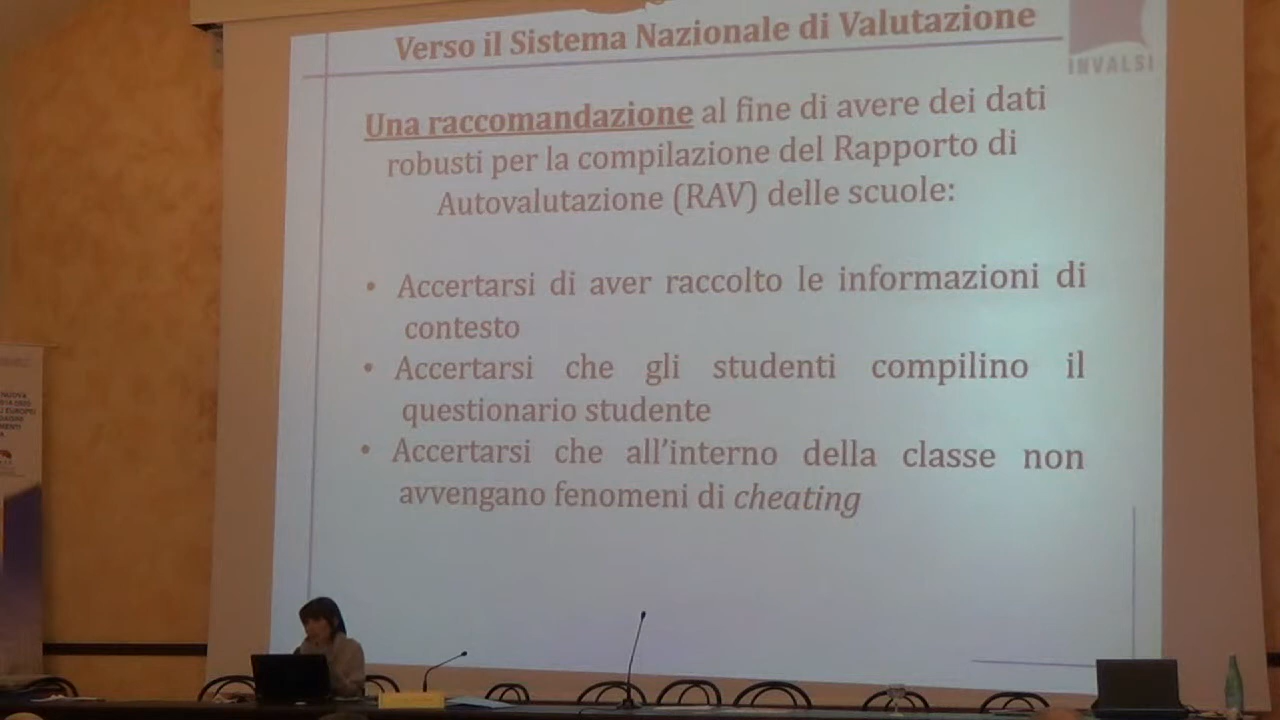 Verso il Sistema Nazionale di Valutazione
INVALSI
Una raccomandazione al fine di avere dei dati
robusti per la compilazione del Rapporto di
Autovalutazione (RAV) delle scuole:
• Accertarsi di aver raccolto le informazioni di
contesto
• Accertarsi che gli studenti compilino il
questionario studente
• Accertarsi che all'interno della classe non
avvengano fenomeni di cheating
NUOVA
EUROPEI